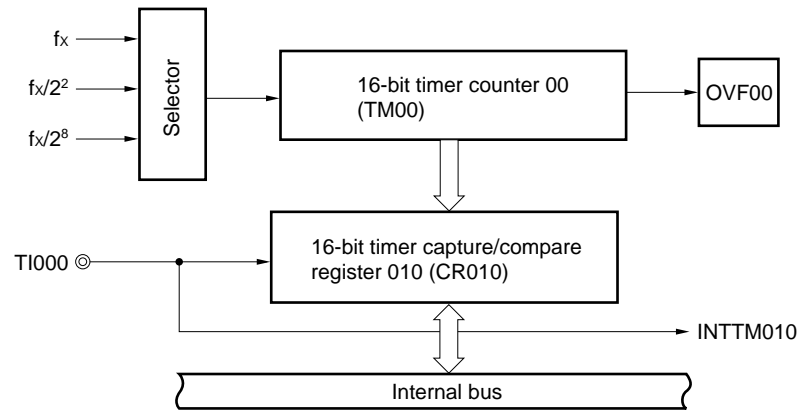 fx
fx/2²
fx/2⁸
Selector
16-bit timer counter 00
(TM00)
OVF00
16-bit timer capture/compare
register 010 (CR010)
TI000
INTTM010
Internal bus